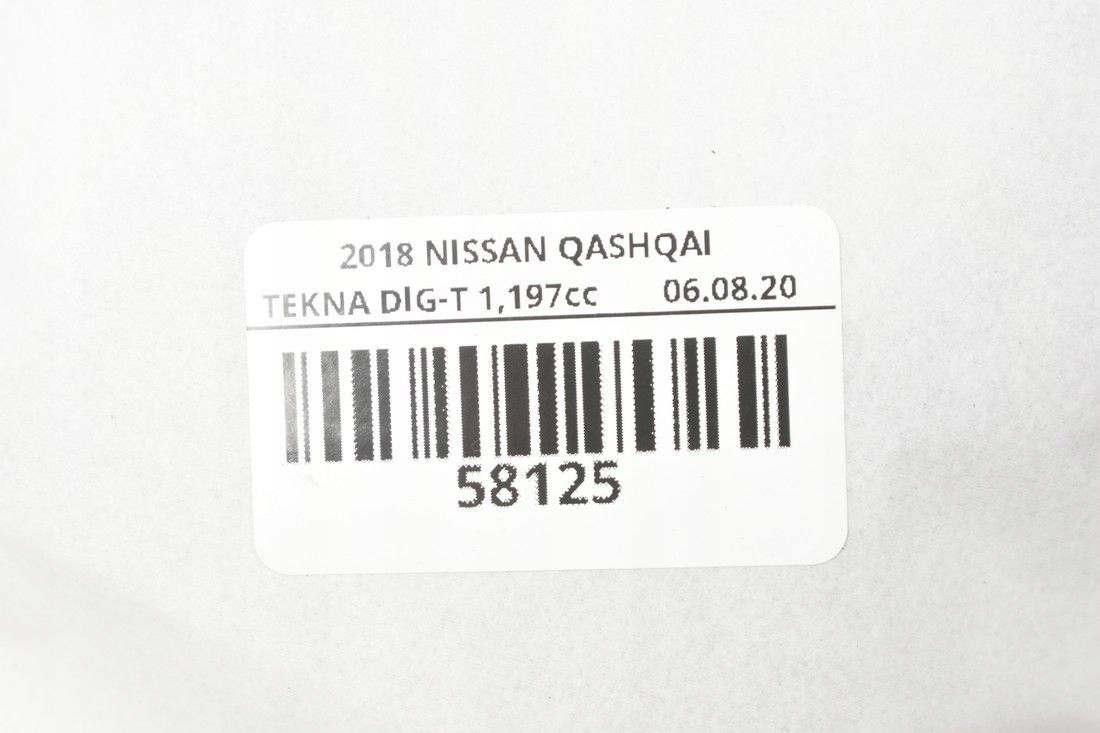 2018 NISSAN QASHQAI
TEKNA DIG-T 1,197cc 06.08.20
58125